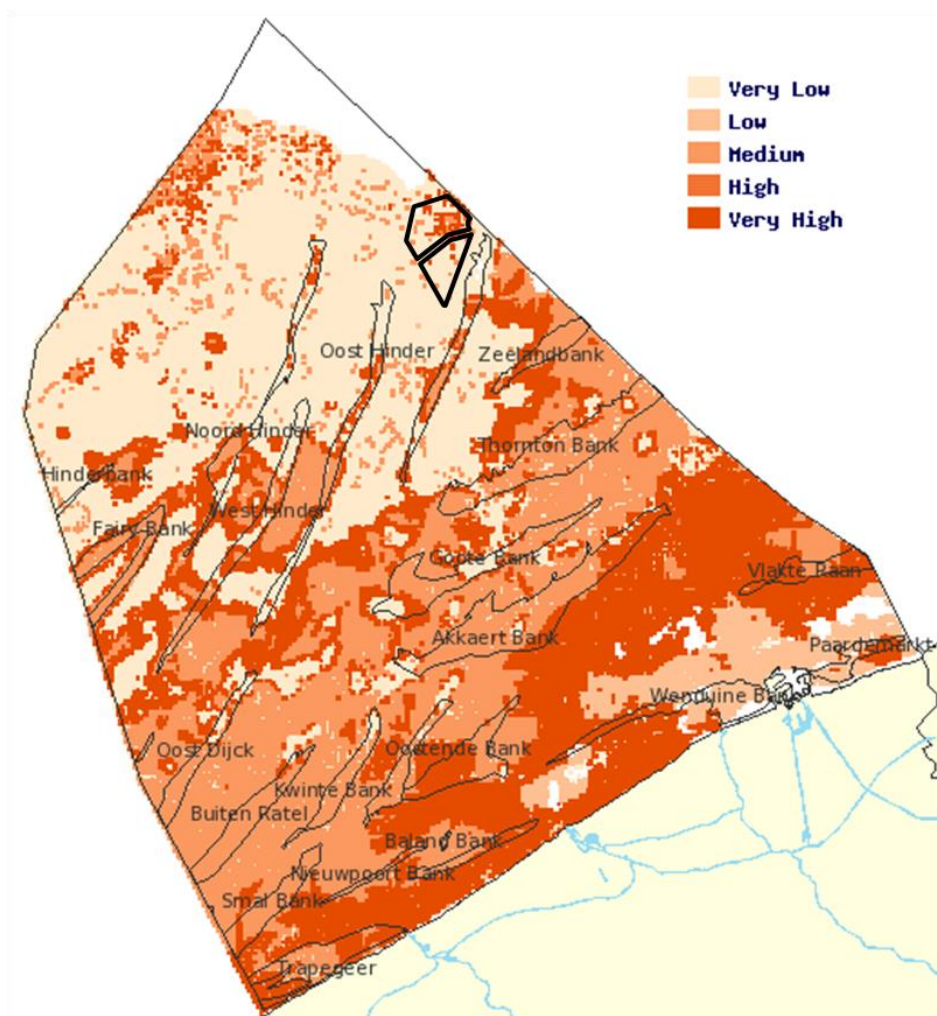 Very Low
Low
Medium
High
Very High
Oost Hinder
Zeelandbank
Noord Hinder
Thornton Bank
Hinderbank
West Hinder
Fairy Bank
Goote Bank
Vlakte Raan
Akkaert Bank
Paardemarkt
Wenduine Bank
Oost Dijck
Oostende Bank
Kwinte Bank
Buiten Ratel
Baland Bank
Nieuwpoort Bank
Smal Bank
Trapegeer